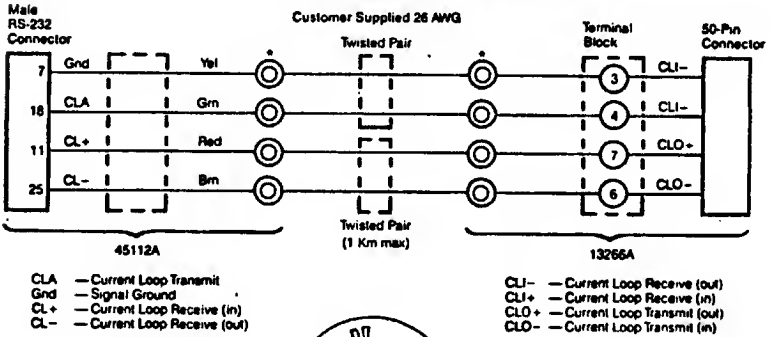 Male
RS-232
Connector
Customer Supplied 26 AWG
Twisted Pair
Terminal
Block
50-Pin
Connector
7 Gnd Yel * * 3 CLI-
18 CLA Grn 4 CLI-
11 CL+ Red 7 CLO+
25 CL- Brn 6 CLO-
45112A
Twisted Pair
(1 Km max)
13266A
CLA — Current Loop Transmit
Gnd — Signal Ground
CL+ — Current Loop Receive (in)
CL- — Current Loop Receive (out)
CLI- — Current Loop Receive (out)
CLI+ — Current Loop Receive (in)
CLO+ — Current Loop Transmit (out)
CLO- — Current Loop Transmit (in)